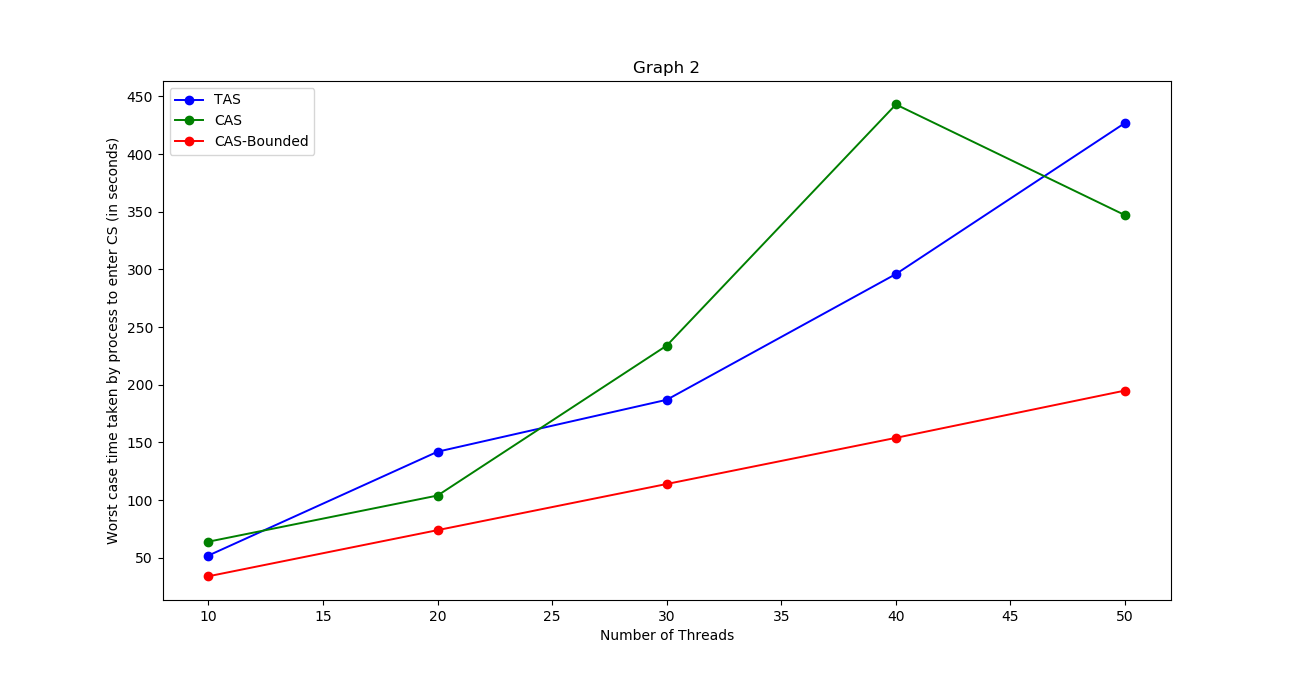 Graph 2
TAS
CAS
CAS-Bounded
Worst case time taken by process to enter CS (in seconds)
450
400
350
300
250
200
150
100
50
10 15 20 25 30 35 40 45 50
Number of Threads